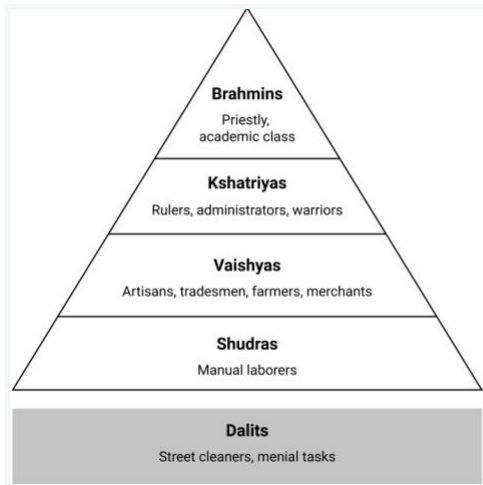 Brahmins
Priestly,
academic class
Kshatriyas
Rulers, administrators, warriors
Vaishyas
Artisans, tradesmen, farmers, merchants
Shudras
Manual laborers
Dalits
Street cleaners, menial tasks